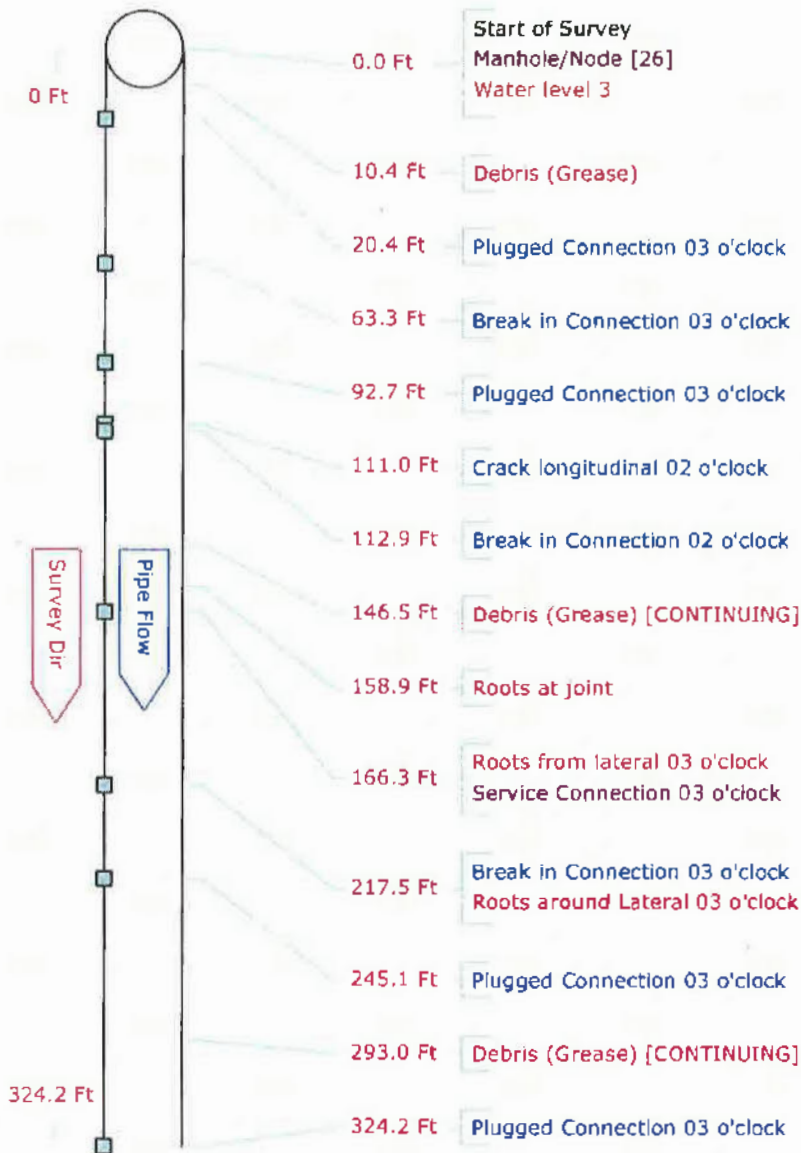 Start of Survey
0.0 Ft Manhole/Node [26]
Water level 3
0 Ft
10.4 Ft Debris (Grease)
20.4 Ft Plugged Connection 03 o'clock
63.3 Ft Break in Connection 03 o'clock
92.7 Ft Plugged Connection 03 o'clock
111.0 Ft Crack longitudinal 02 o'clock
112.9 Ft Break in Connection 02 o'clock
Survey Dir
Pipe Flow
146.5 Ft Debris (Grease) [CONTINUING]
158.9 Ft Roots at joint
Roots from lateral 03 o'clock
166.3 Ft
Service Connection 03 o'clock
Break in Connection 03 o'clock
217.5 Ft
Roots around Lateral 03 o'clock
245.1 Ft Plugged Connection 03 o'clock
293.0 Ft Debris (Grease) [CONTINUING]
324.2 Ft
324.2 Ft Plugged Connection 03 o'clock